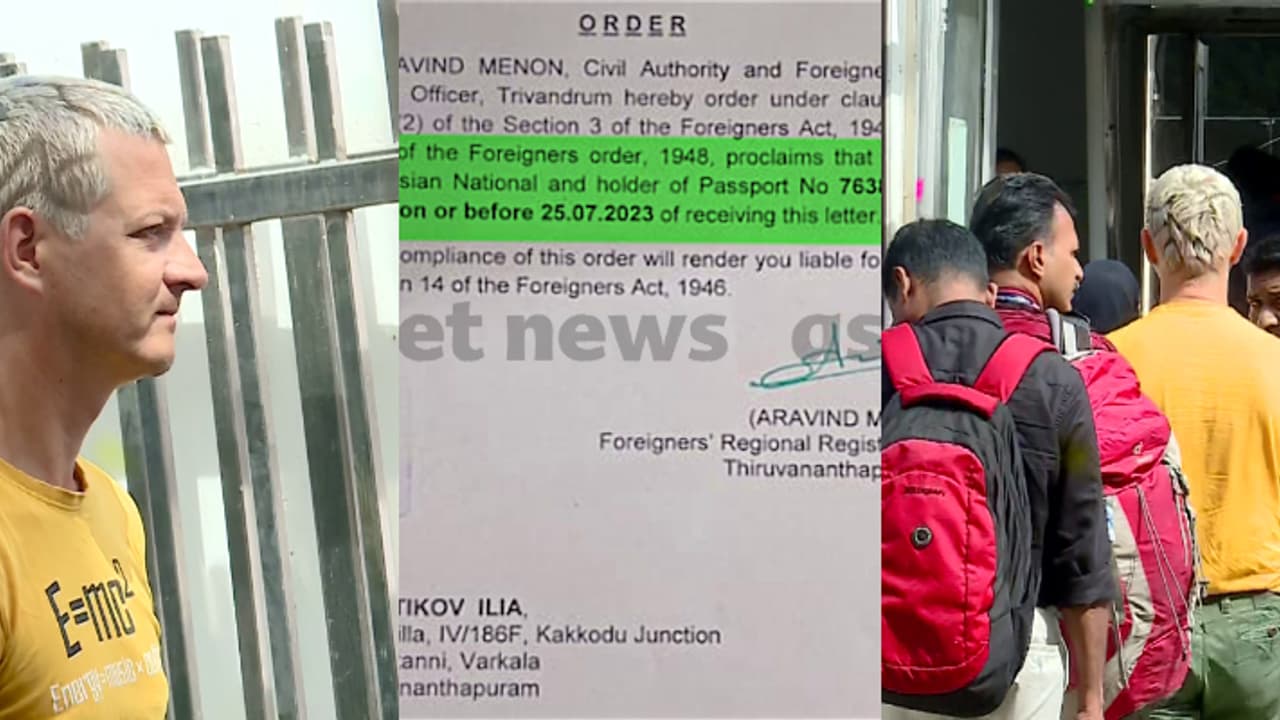 E=mc²
Energy=music×
ORDER
AVIND MENON, Civil Authority and Foreigne
Officer, Trivandrum hereby order under clau
(2) of the Section 3 of the Foreigners Act, 194
of the Foreigners order, 1948, proclaims that
sian National and holder of Passport No 763
on or before 25.07.2023 of receiving this letter.
ompliance of this order will render you liable fo
n 14 of the Foreigners Act, 1946.
et news
(ARAVIND M
Foreigners' Regional Regist
Thiruvananthap
TIKOV ILIA,
illa, IV/186F, Kakkodu Junction
anni, Varkala
nanthapuram